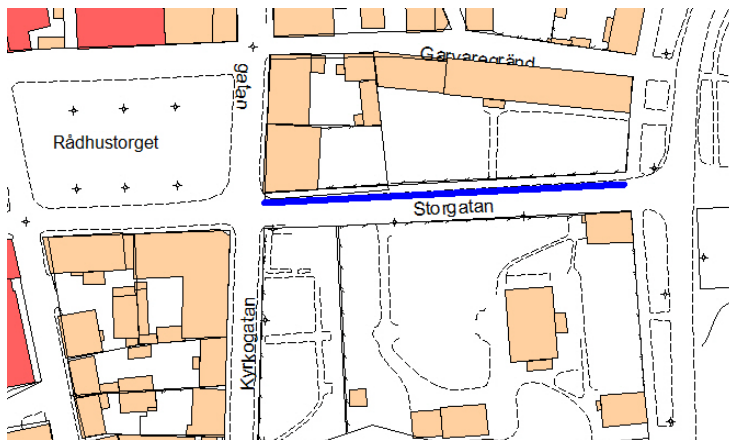 Garvaregränd
gatan
Rådhustorget
Storgatan
Kyrkogatan